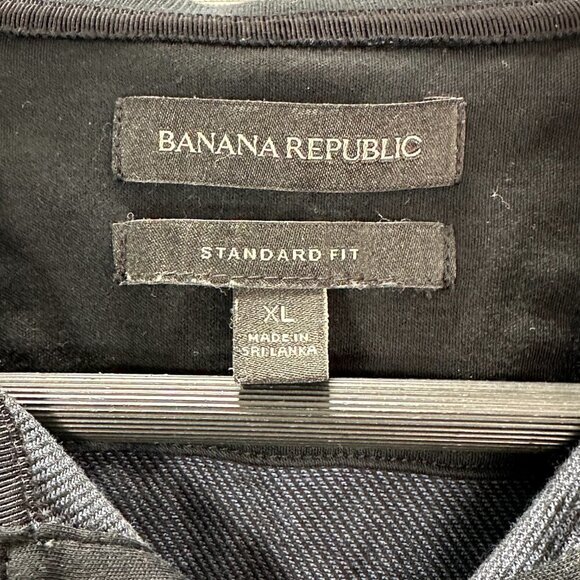 BANANA REPUBLIC
STANDARD FIT
XL
MADE IN
SRI LANKA